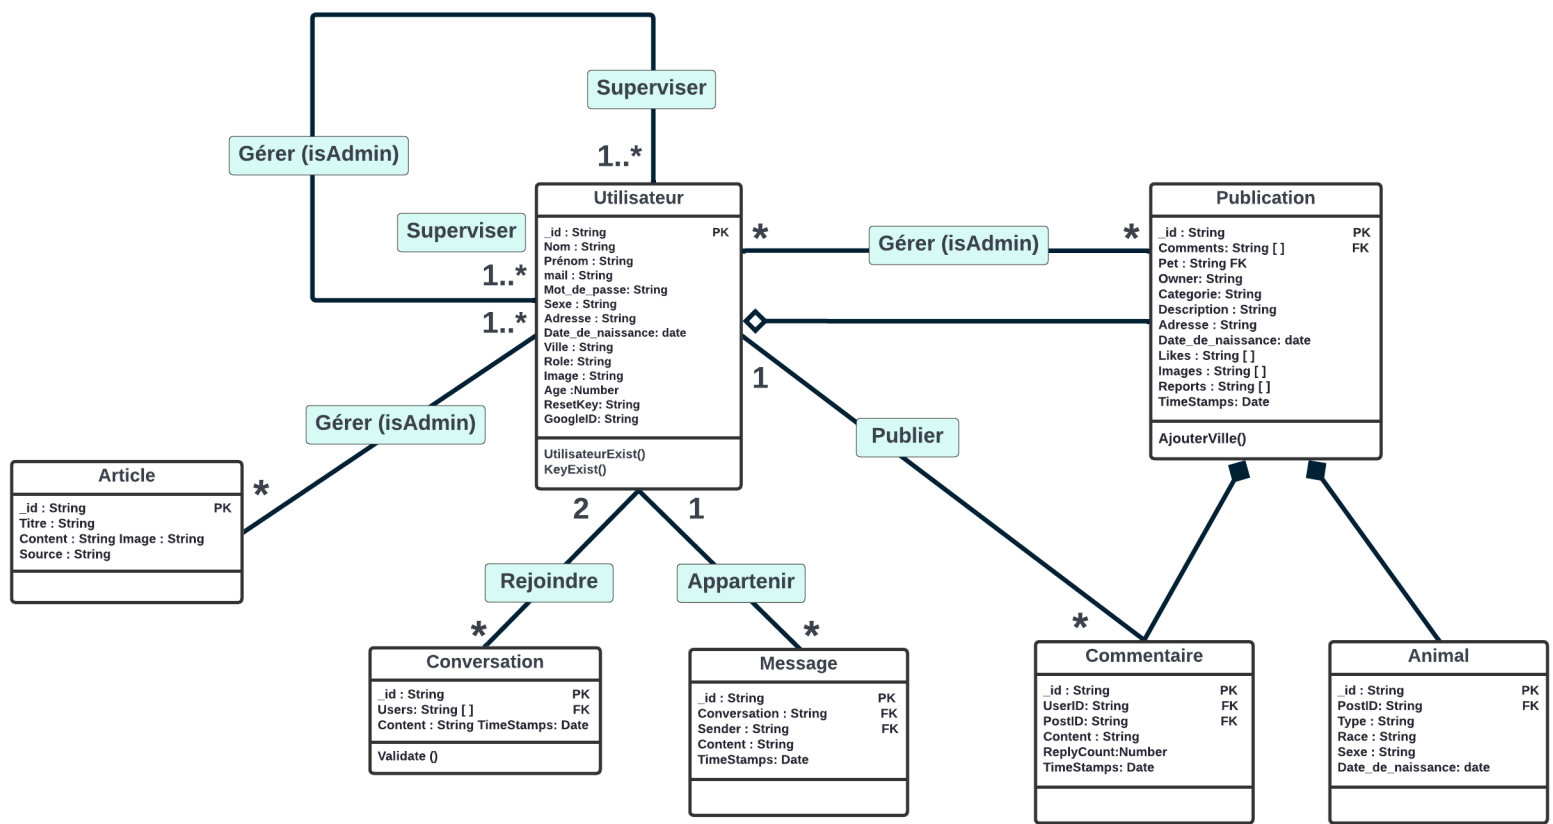 Superviser
1..*
Gérer (isAdmin)
Superviser
1..*
1..*
Utilisateur
_id : String PK
Nom : String
Prénom : String
mail : String
Mot_de_passe: String
Sexe : String
Adresse : String
Date_de_naissance: date
Ville : String
Role: String
Image : String
Age :Number
ResetKey: String
GoogleID: String
UtilisateurExist()
KeyExist()
*
Gérer (isAdmin)
*
Publication
_id : String PK
Comments: String [ ] FK
Pet : String FK
Owner: String
Categorie: String
Description : String
Adresse : String
Date_de_naissance: date
Likes : String [ ]
Images : String [ ]
Reports : String [ ]
TimeStamps: Date
AjouterVille()
1
Publier
*
Gérer (isAdmin)
*
Article
_id : String PK
Titre : String
Content : String Image : String
Source : String
2
1
Rejoindre
Appartenir
*
*
Conversation
_id : String PK
Users: String [ ] FK
Content : String TimeStamps: Date
Validate ()
Message
_id : String PK
Conversation : String FK
Sender : String FK
Content : String
TimeStamps: Date
Commentaire
_id : String PK
UserID: String FK
PostID: String FK
Content : String
ReplyCount:Number
TimeStamps: Date
Animal
_id : String PK
PostID: String FK
Type : String
Race : String
Sexe : String
Date_de_naissance: date